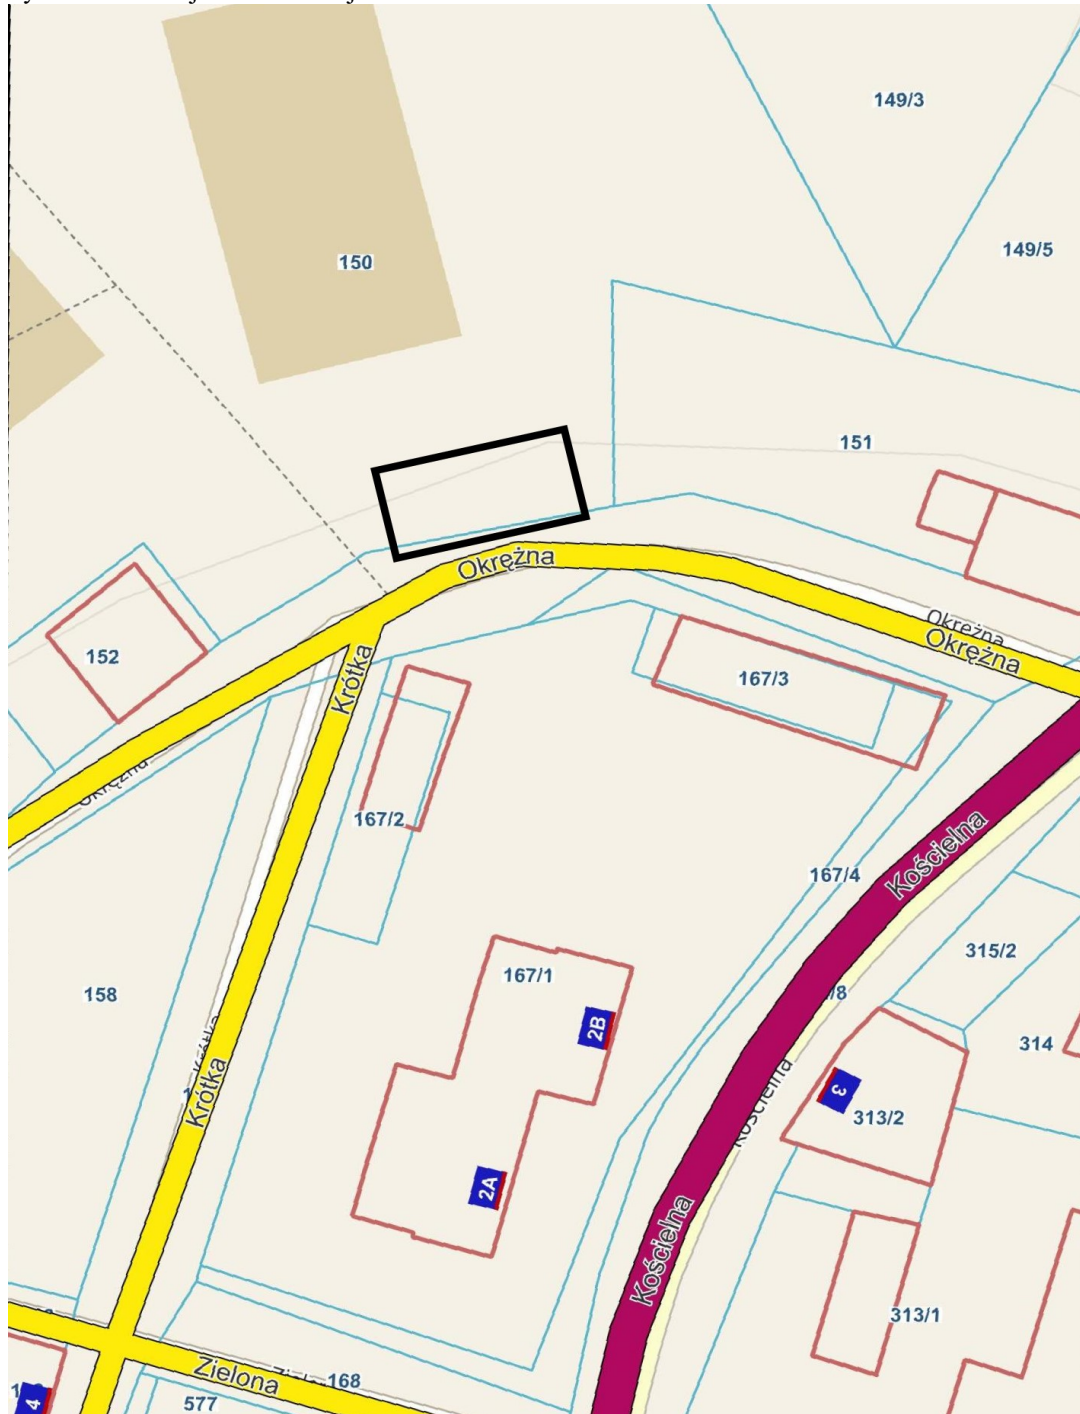 149/3
149/5
150
151
Okrężna
Okrężna
Okrężna
152
Krótka
167/3
Okrężna
167/2
Kościelna
167/4
315/2
167/1
/8
158
2B
314
Krótka
Krótka
Kościelna
3
313/2
2A
Kościelna
313/1
Zielona
168
577
4